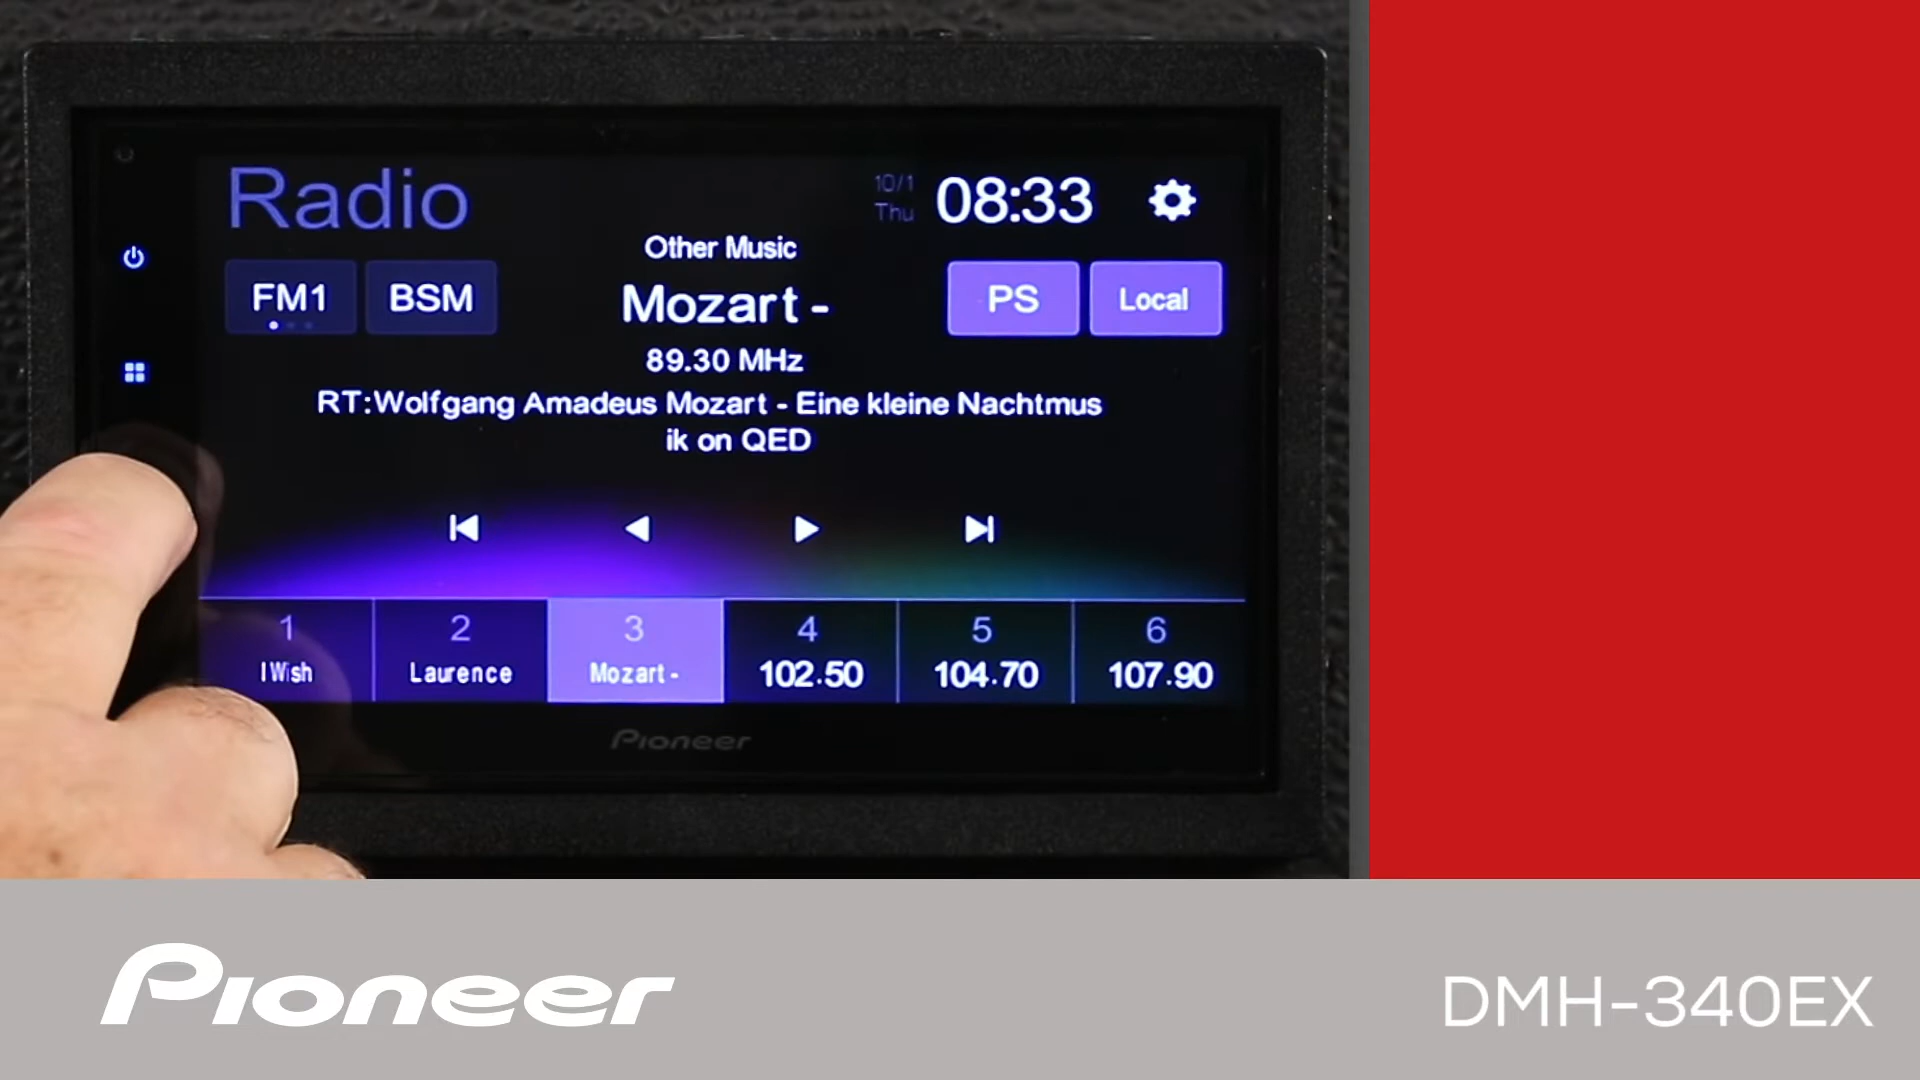 Radio
10/1
Thu
08:33
Other Music
FM1
BSM
Mozart -
PS
Local
89.30 MHz
RT:Wolfgang Amadeus Mozart - Eine kleine Nachtmus
ik on QED
1
2
3
4
5
6
I Wish
Laurence
Mozart -
102.50
104.70
107.90
Pioneer
Pioneer
DMH-340EX